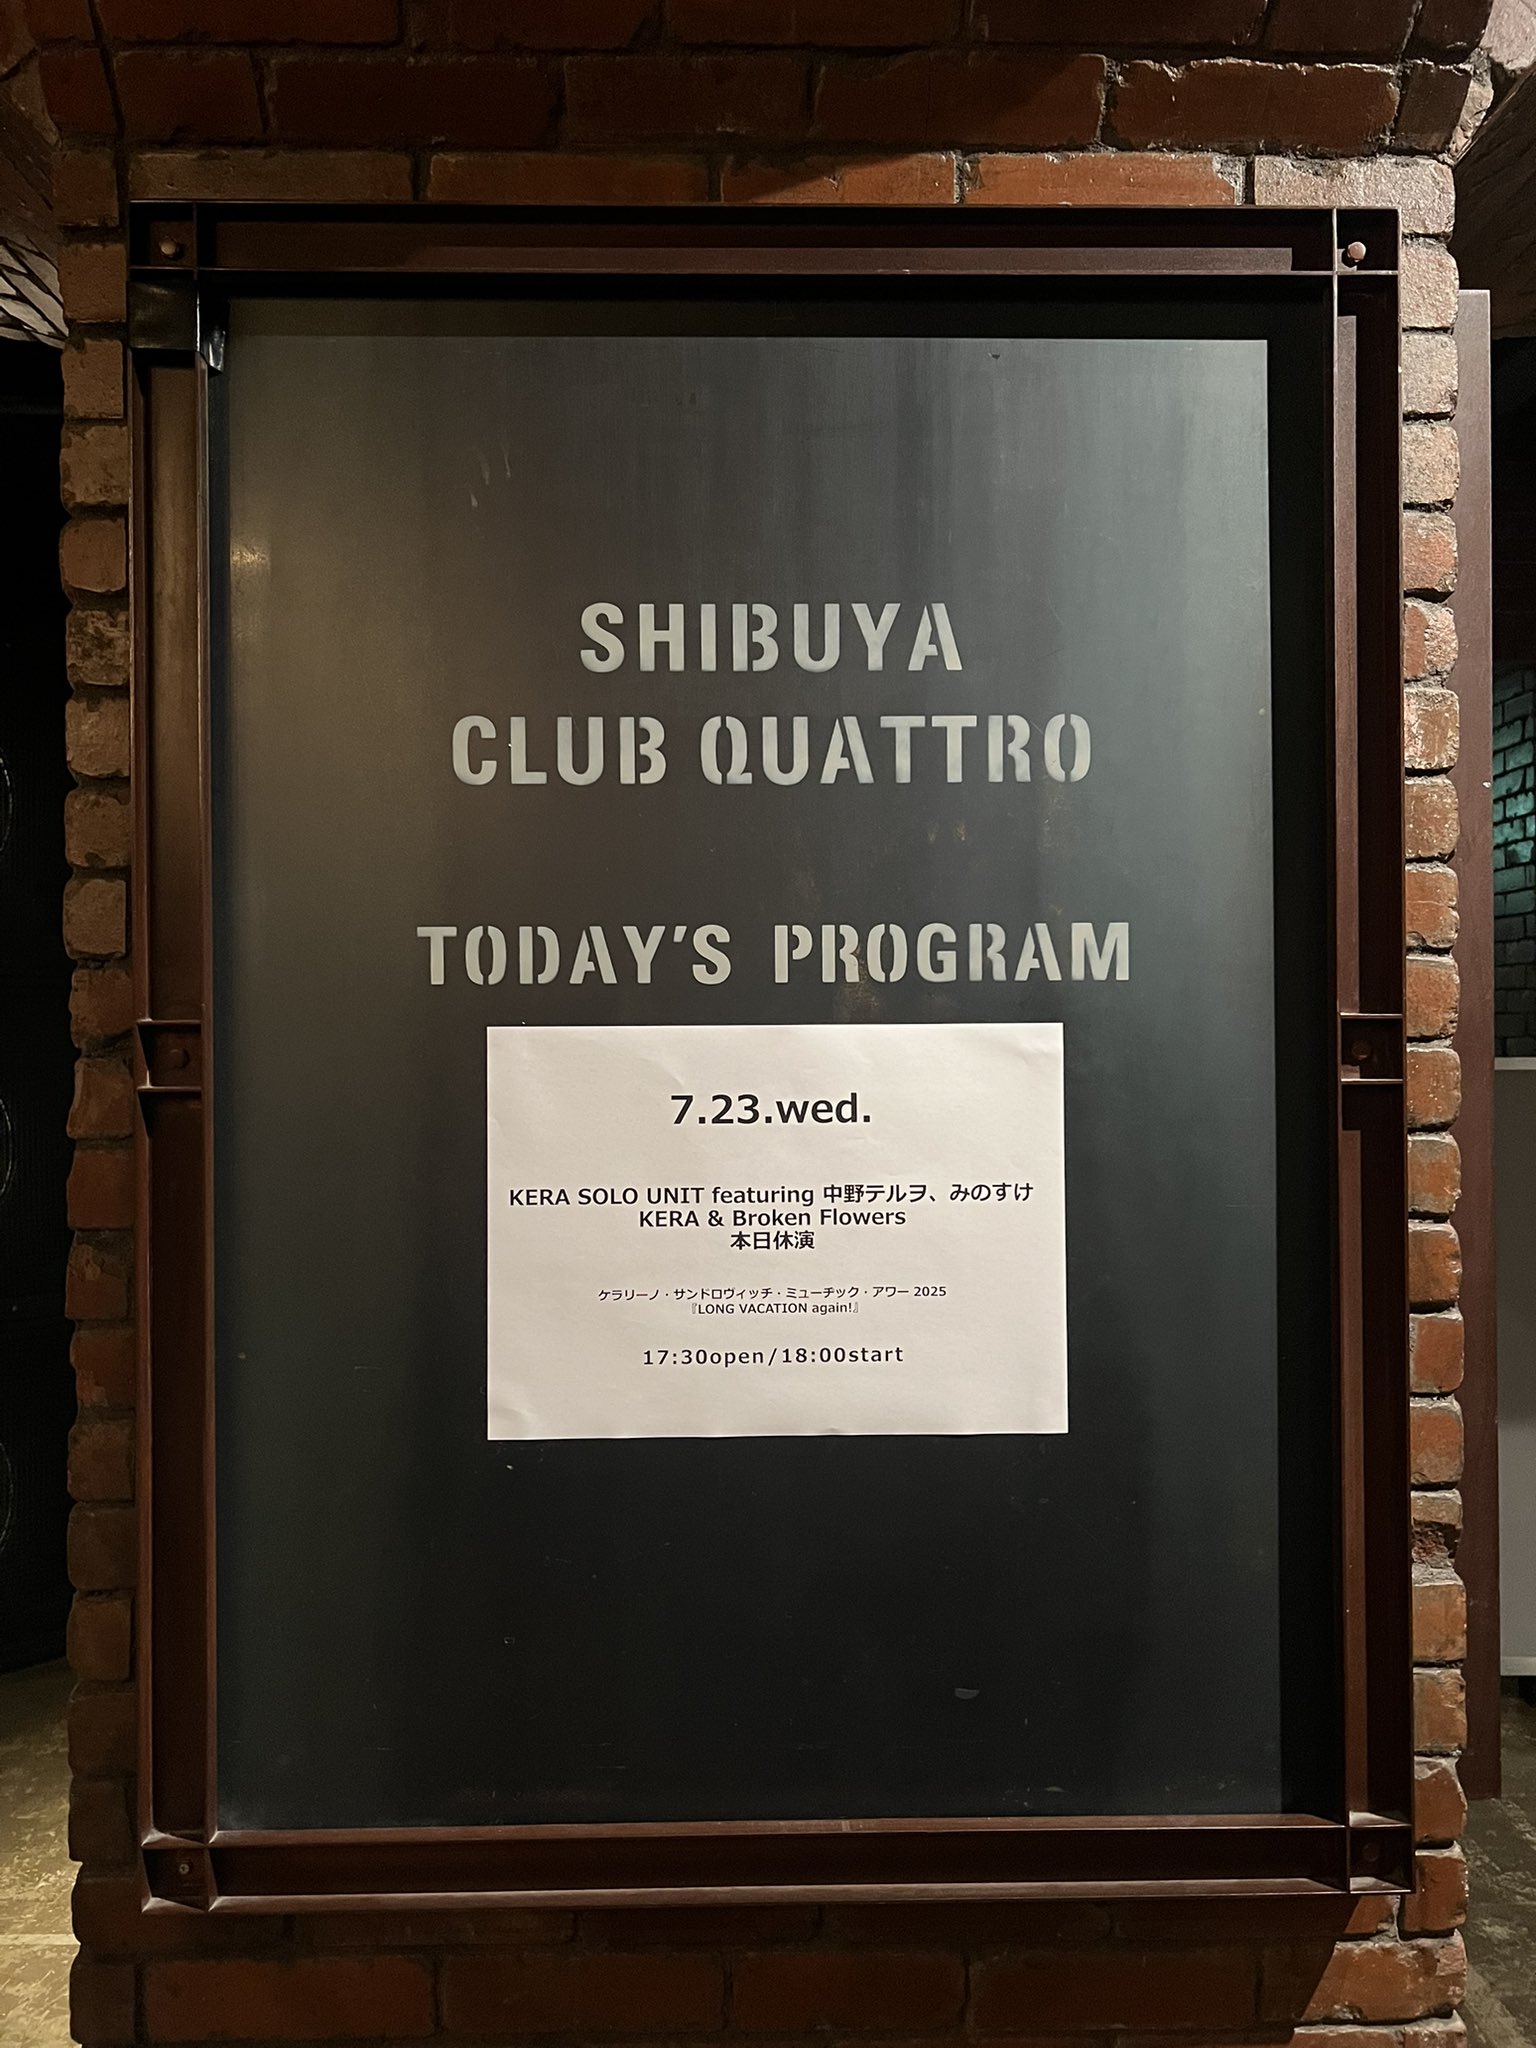 SHIBUYA
CLUB QUATTRO
TODAY'S PROGRAM
7.23.wed.
KERA SOLO UNIT featuring 中野テルヲ、みのすけ
KERA & Broken Flowers
本日休演
ケラリーノ・サンドロヴィッチ・ミューヂック・アワー 2025
『LONG VACATION again!』
17:30open/18:00start